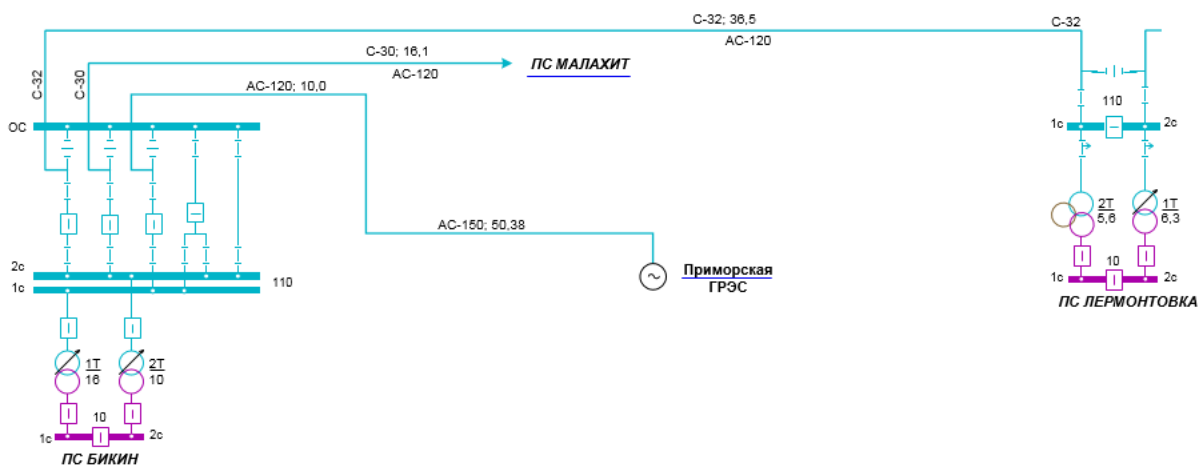 С-32; 36,5
С-32
АС-120
С-30; 16,1
ПС МАЛАХИТ
АС-120
С-32
С-30
АС-120; 10,0
110
ОС
1с
2с
АС-150; 50,38
2Т
5,6
1Т
6,3
Приморская
ГРЭС
2с
1с
110
10
1с
2с
ПС ЛЕРМОНТОВКА
1Т
16
2Т
10
10
1с
2с
ПС БИКИН